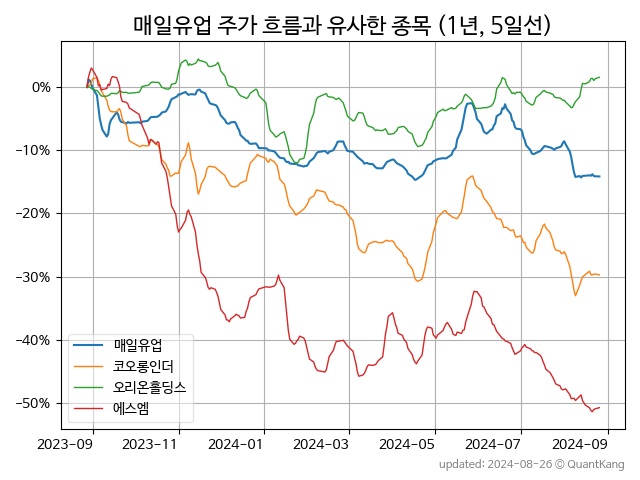 매일유업 주가 흐름과 유사한 종목 (1년, 5일선)
0%
−10%
−20%
−30%
−40%
−50%
매일유업
코오롱인더
오리온홀딩스
에스엠
2023-09 2023-11 2024-01 2024-03 2024-05 2024-07 2024-09
updated: 2024-08-26 © QuantKang